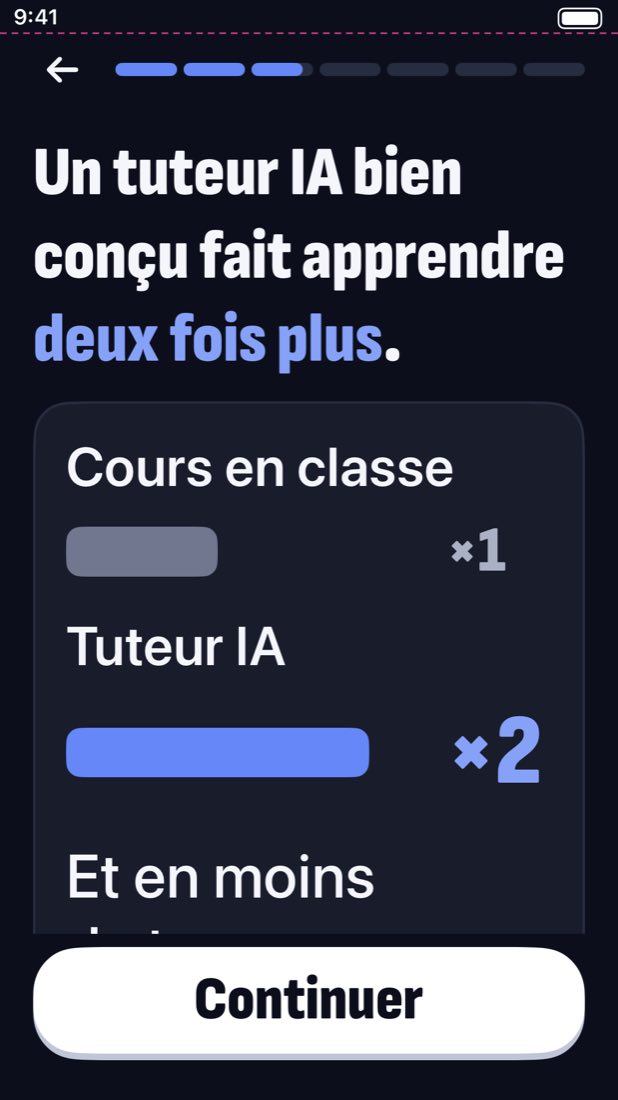 9:41
Un tuteur IA bien
conçu fait apprendre
deux fois plus.
Cours en classe
×1
Tuteur IA
×2
Et en moins
Continuer